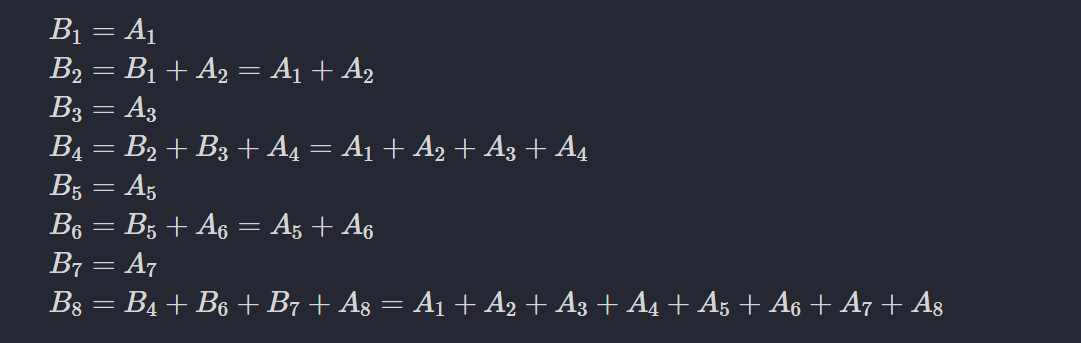 B₁ = A₁
B₂ = B₁ + A₂ = A₁ + A₂
B₃ = A₃
B₄ = B₂ + B₃ + A₄ = A₁ + A₂ + A₃ + A₄
B₅ = A₅
B₆ = B₅ + A₆ = A₅ + A₆
B₇ = A₇
B₈ = B₄ + B₆ + B₇ + A₈ = A₁ + A₂ + A₃ + A₄ + A₅ + A₆ + A₇ + A₈